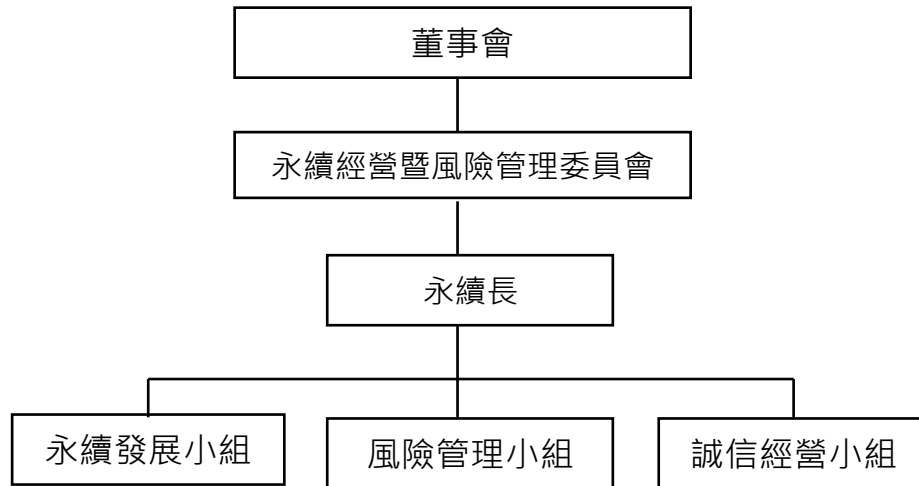 董事會
永續經營暨風險管理委員會
永續長
永續發展小組
風險管理小組
誠信經營小組